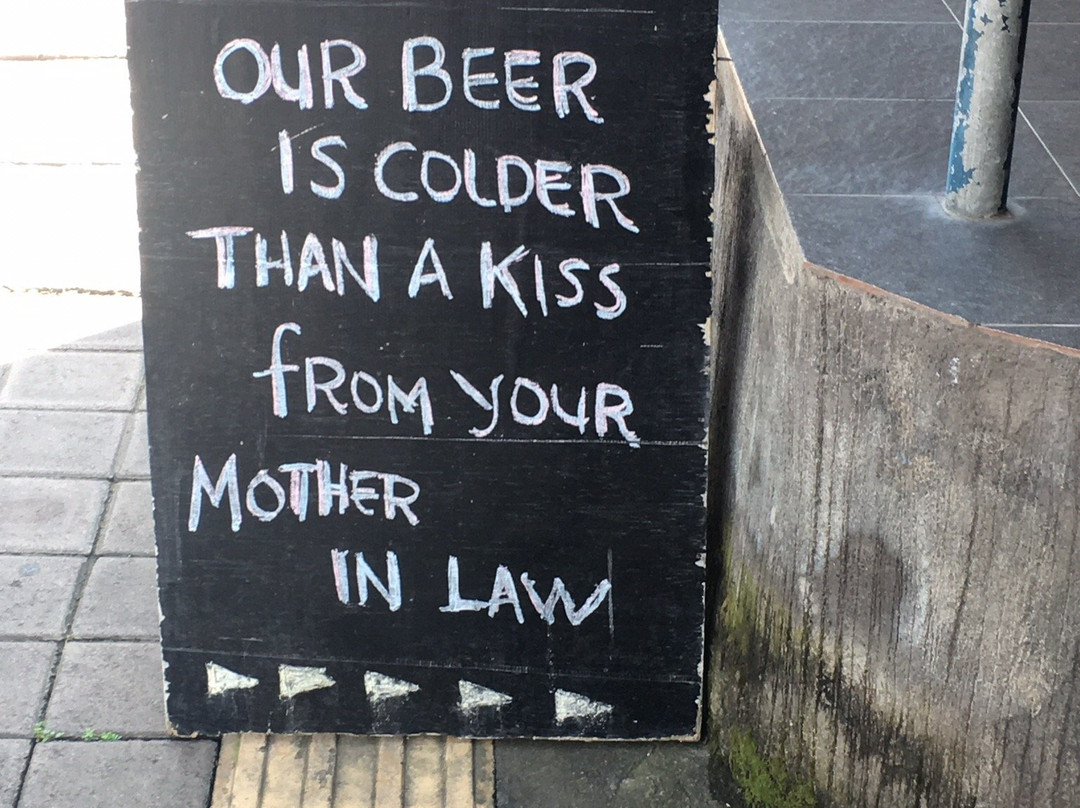 OUR BEER
IS COLDER
THAN A KISS
fROM YOUR
MOTHER
IN LAW